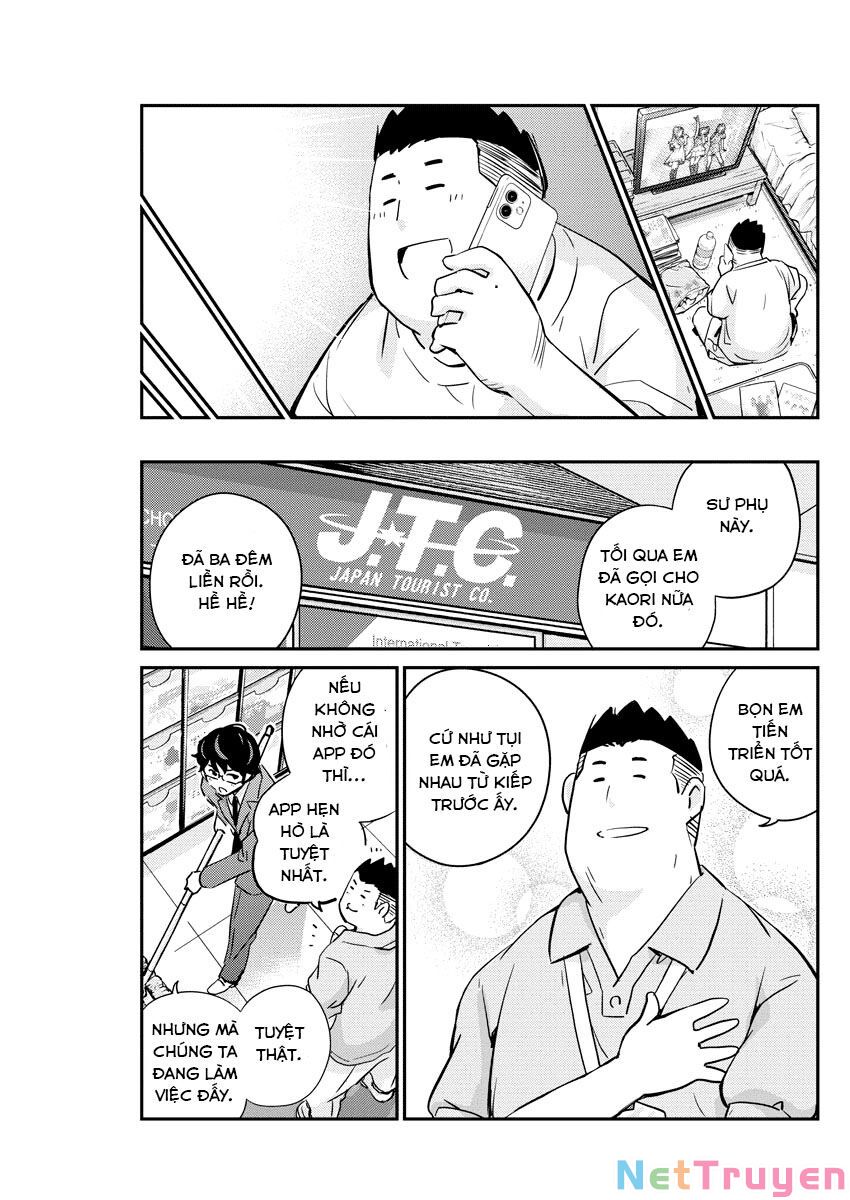 SƯ PHỤ
NÀY.
TỐI QUA EM
ĐÃ GỌI CHO
KAORI NỮA
ĐÓ.
J.T.C.
JAPAN TOURIST CO.
International
ĐÃ BA ĐÊM
LIỀN RỒI.
HỀ HỀ!
BỌN EM
TIẾN
TRIỂN TỐT
QUÁ.
CỨ NHƯ TỤI
EM ĐÃ GẶP
NHAU TỪ KIẾP
TRƯỚC ẤY.
NẾU
KHÔNG
NHỜ CÁI
APP ĐÓ
THÌ...
APP HẸN
HÒ LÀ
TUYỆT
NHẤT.
TUYỆT
THẬT.
NHƯNG MÀ
CHÚNG TA
ĐANG LÀM
VIỆC ĐẤY.
NetTruyen